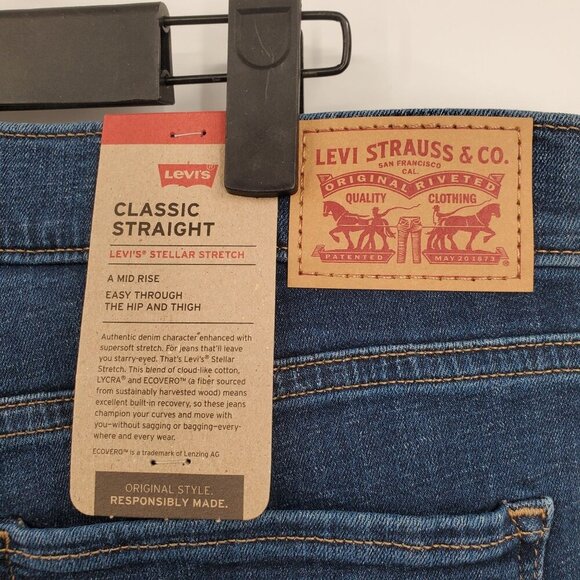 Levi's
CLASSIC
STRAIGHT
LEVI'S® STELLAR STRETCH
A MID RISE
EASY THROUGH
THE HIP AND THIGH
Authentic denim character enhanced with
supersoft stretch. For jeans that'll leave
you starry-eyed. That's Levi's® Stellar
Stretch. This blend of cloud-like cotton,
LYCRA® and ECOVERO™ (a fiber sourced
from sustainably harvested wood) means
excellent built-in recovery, so these jeans
champion your curves and move with
you—without sagging or bagging—every-
where and every wear.
ECOVERO™ is a trademark of Lenzing AG
ORIGINAL STYLE.
RESPONSIBLY MADE.
LEVI STRAUSS & CO.
SAN FRANCISCO
CAL.
ORIGINAL RIVETED
QUALITY CLOTHING
PATENTED MAY 20 1873